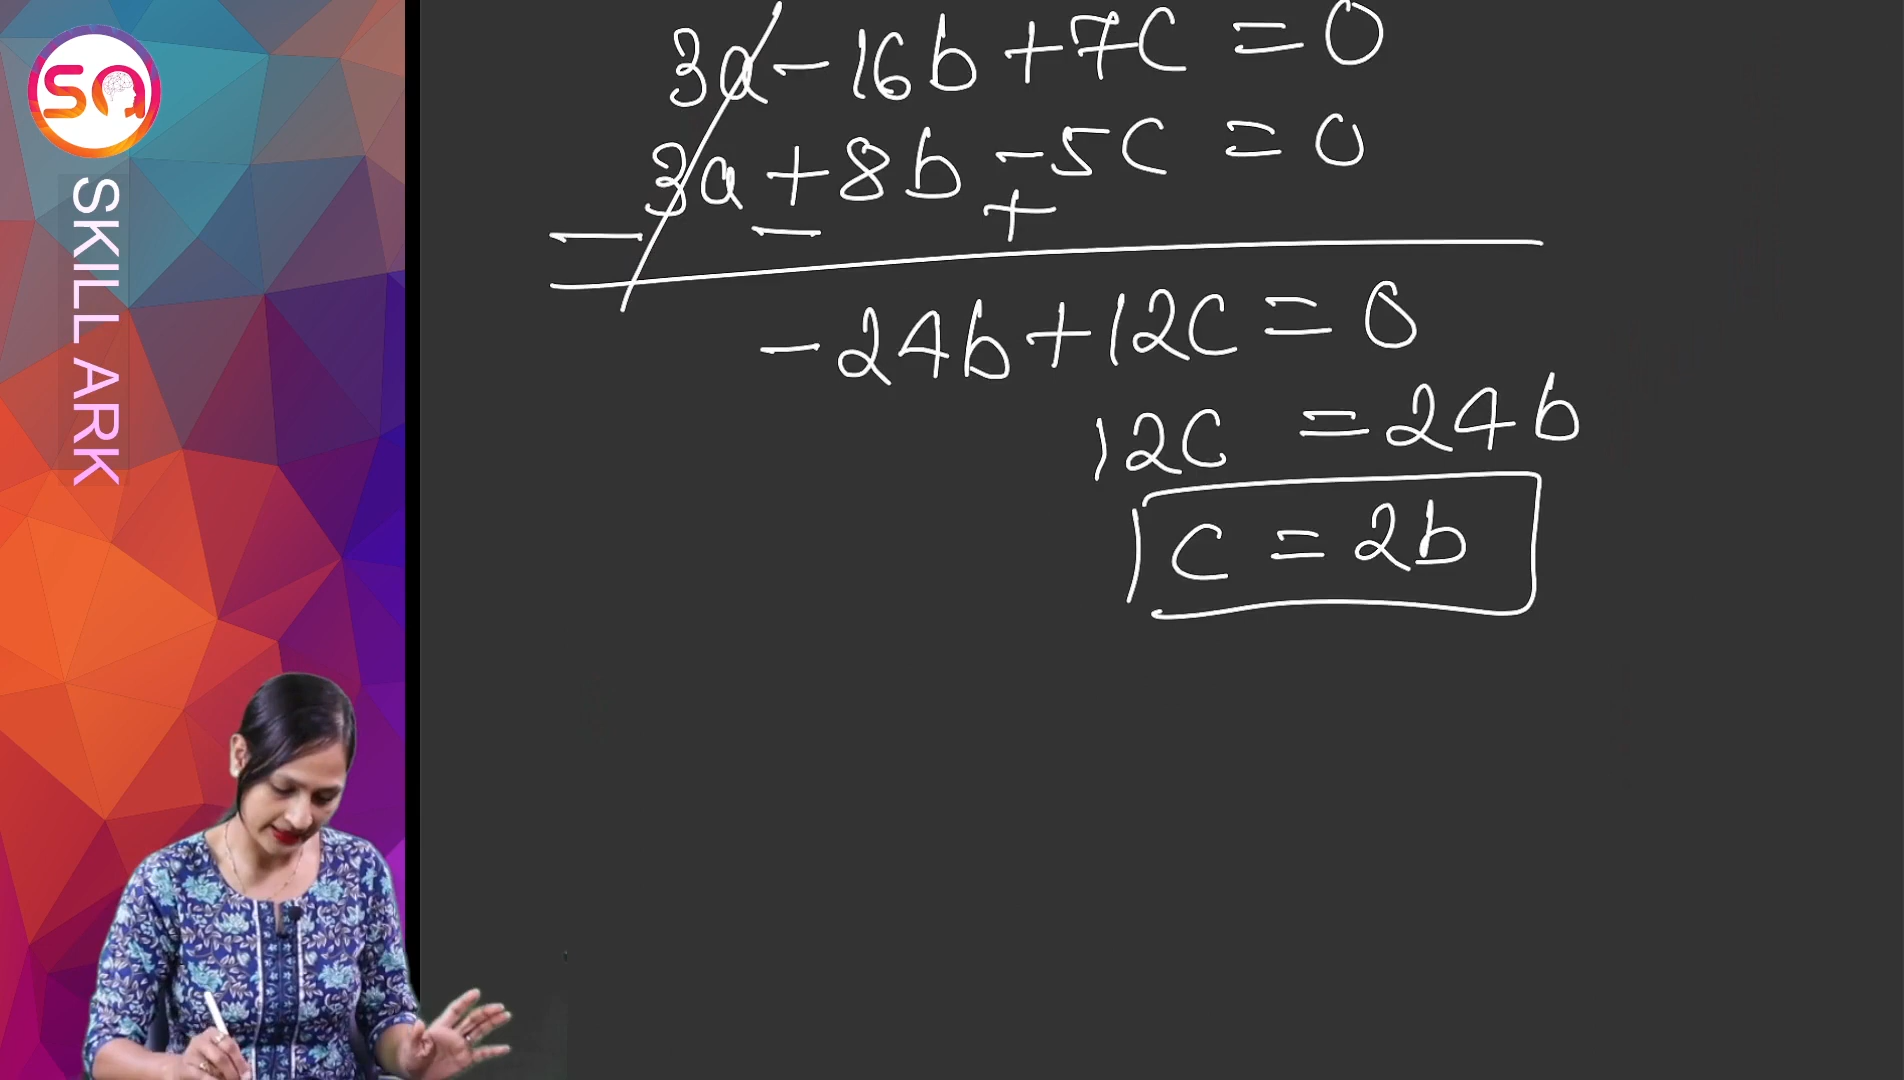 SA
SKILL ARK
3a - 16b + 7C = 0
3a + 8b - 5C = 0
— — +
- 24b + 12C = 0
12C = 24b
C = 2b